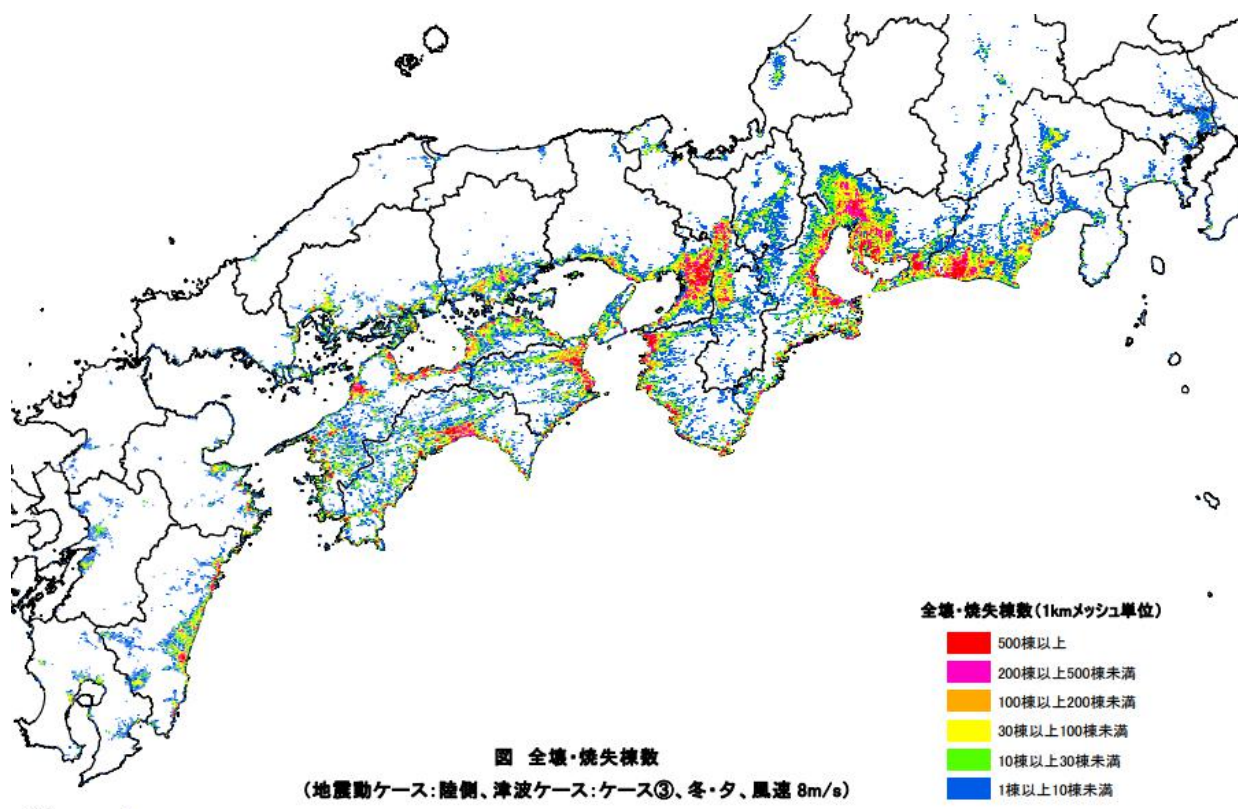 全壊・焼失棟数(1kmメッシュ単位)
500棟以上
200棟以上500棟未満
100棟以上200棟未満
30棟以上100棟未満
10棟以上30棟未満
1棟以上10棟未満
図 全壊・焼失棟数
(地震動ケース:陸側、津波ケース:ケース③、冬・夕、風速 8m/s)